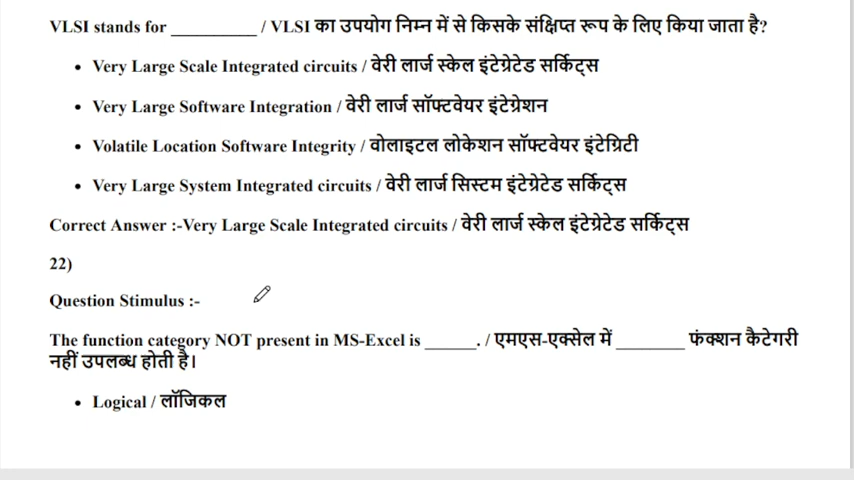 VLSI stands for __________ / VLSI का उपयोग निम्न में से किसके संक्षिप्त रूप के लिए किया जाता है?
• Very Large Scale Integrated circuits / वेरी लार्ज स्केल इंटेग्रेटेड सर्किट्स
• Very Large Software Integration / वेरी लार्ज सॉफ्टवेयर इंटेग्रेशन
• Volatile Location Software Integrity / वोलाइटल लोकेशन सॉफ्टवेयर इंटेग्रिटी
• Very Large System Integrated circuits / वेरी लार्ज सिस्टम इंटेग्रेटेड सर्किट्स
Correct Answer :-Very Large Scale Integrated circuits / वेरी लार्ज स्केल इंटेग्रेटेड सर्किट्स
22)
Question Stimulus :-
The function category NOT present in MS-Excel is ______. / एमएस-एक्सेल में ________ फंक्शन कैटेगरी
नहीं उपलब्ध होती है।
• Logical / लॉजिकल